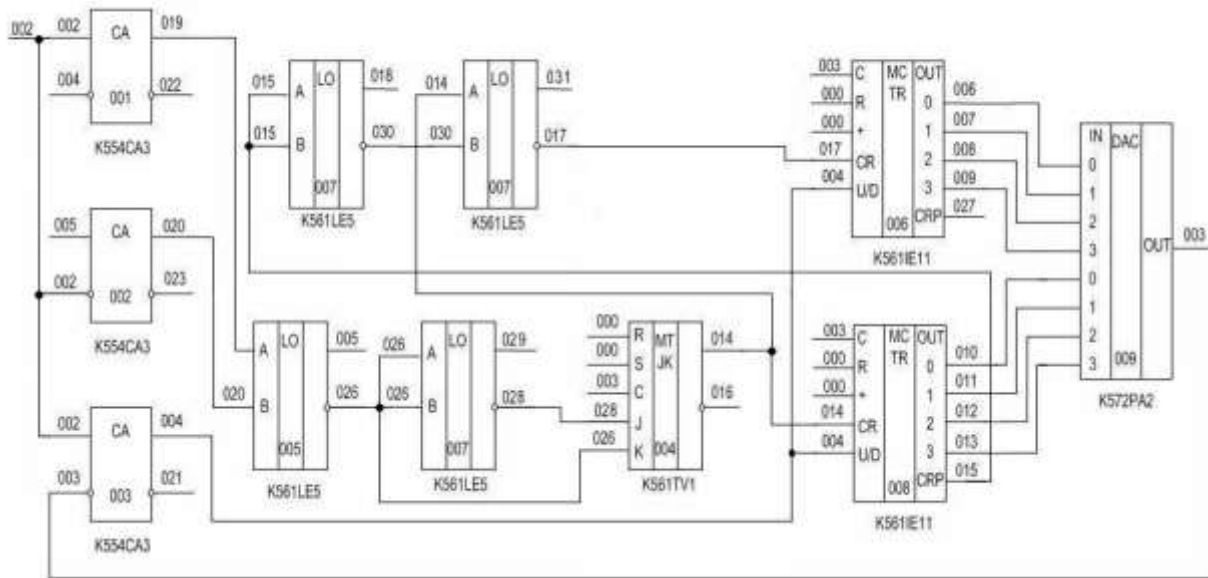 002
002
CA
019
004
001
022
K554CA3
005
CA
020
002
002
023
K554CA3
002
CA
004
003
003
021
K554CA3
015
A
LO
018
015
B
030
007
K561LE5
014
A
LO
031
030
B
017
007
K561LE5
A
LO
005
020
B
026
005
K561LE5
026
A
LO
029
026
B
028
007
K561LE5
000
R
MT
014
000
S
JK
003
C
016
028
J
026
K
004
K561TV1
003
C
MC
OUT
000
R
TR
0
006
000
+
1
007
017
CR
2
008
004
U/D
3
009
006
CRP
027
K561IE11
003
C
MC
OUT
000
R
TR
0
010
000
+
1
011
014
CR
2
012
004
U/D
3
013
008
CRP
015
K561IE11
IN
DAC
0
1
2
3
OUT
003
0
1
2
3
009
K572PA2